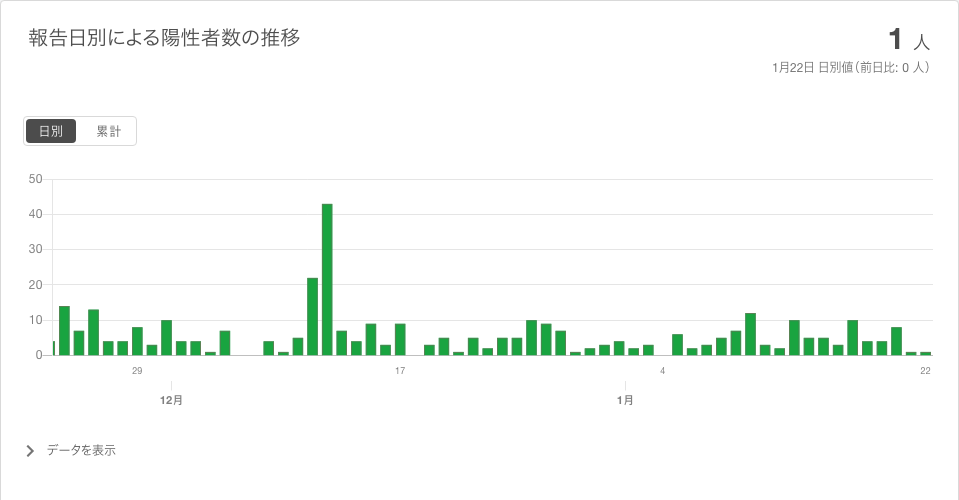 報告日別による陽性者数の推移
1 人
1月22日 日別値（前日比: 0 人）
日別 累計
50
40
30
20
10
0
29 17 4 22
12月 1月
データを表示